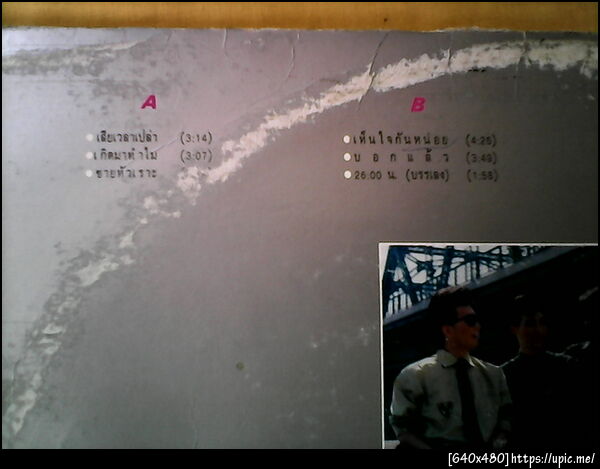 A
เสียเวลาเปล่า (3:14)
เกิดมาทำไม (3:07)
ขายหัวเราะ
B
เห็นใจกันหน่อย (4:25)
บอกแล้ว (3:49)
26.00 น. (บรรเลง) (1:56)
[640x480]https://upic.me/